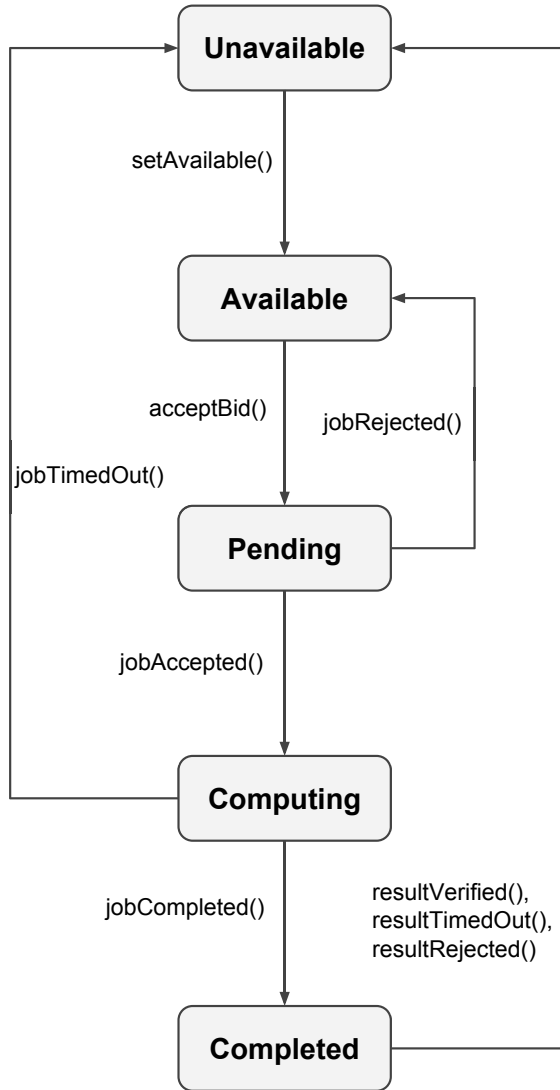 Unavailable
setAvailable()
Available
acceptBid()
jobRejected()
jobTimedOut()
Pending
jobAccepted()
Computing
jobCompleted()
resultVerified(),
resultTimedOut(),
resultRejected()
Completed